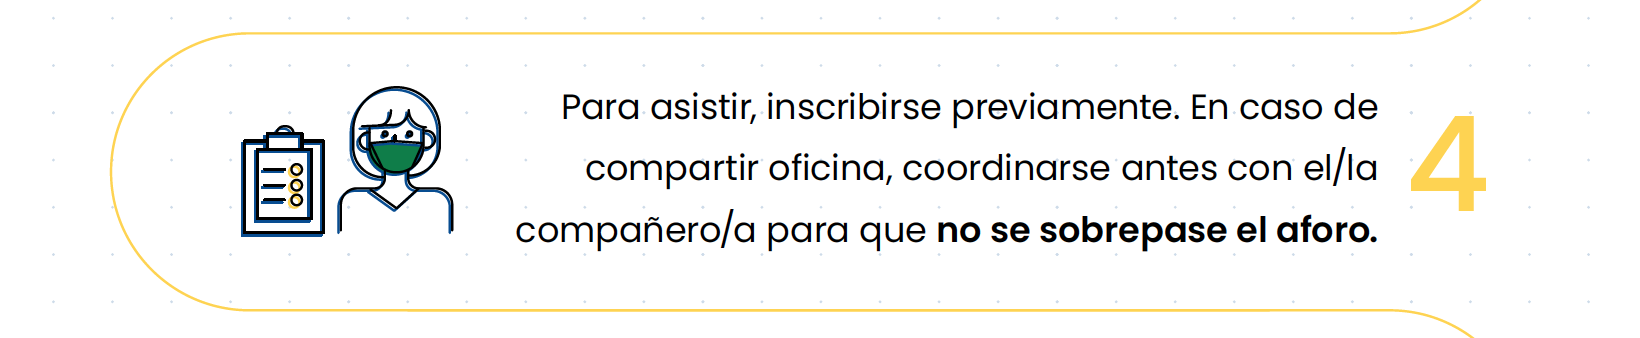 Para asistir, inscribirse previamente. En caso de
compartir oficina, coordinarse antes con el/la
compañero/a para que no se sobrepase el aforo.
4